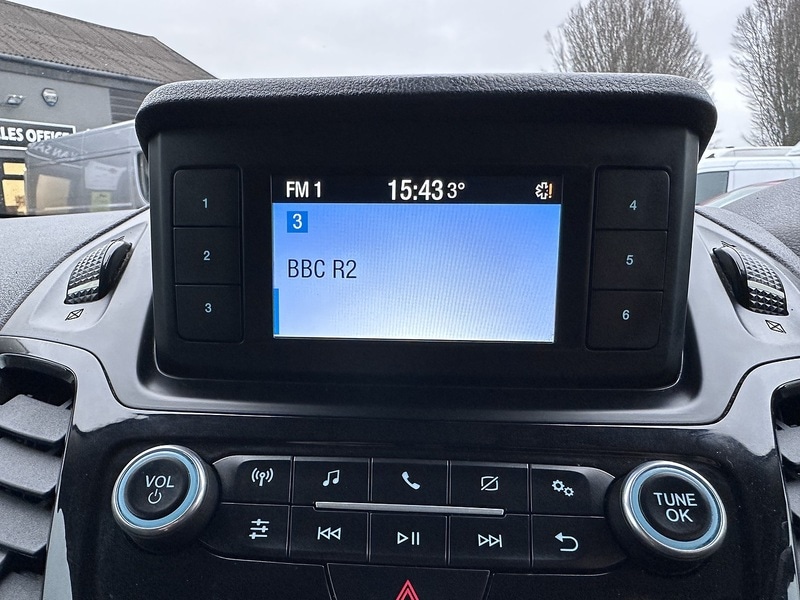 LES OFFICE
FM 1 15:43 3°
3
BBC R2
1
2
3
4
5
6
VOL
TUNE
OK